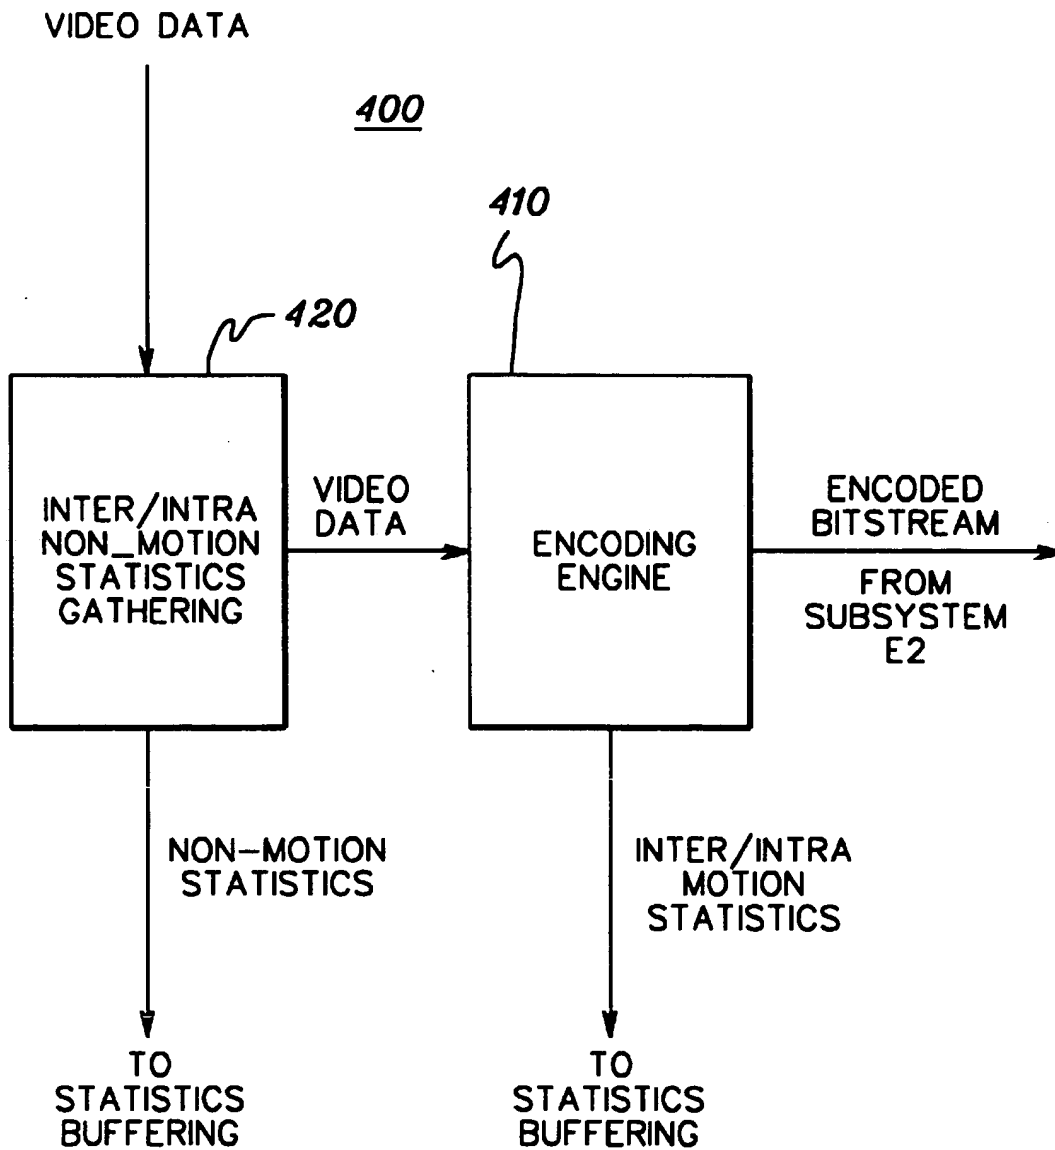 VIDEO DATA
400
410
420
INTER/INTRA
NON_MOTION
STATISTICS
GATHERING
VIDEO
DATA
ENCODING
ENGINE
ENCODED
BITSTREAM
FROM
SUBSYSTEM
E2
NON-MOTION
STATISTICS
INTER/INTRA
MOTION
STATISTICS
TO
STATISTICS
BUFFERING
TO
STATISTICS
BUFFERING